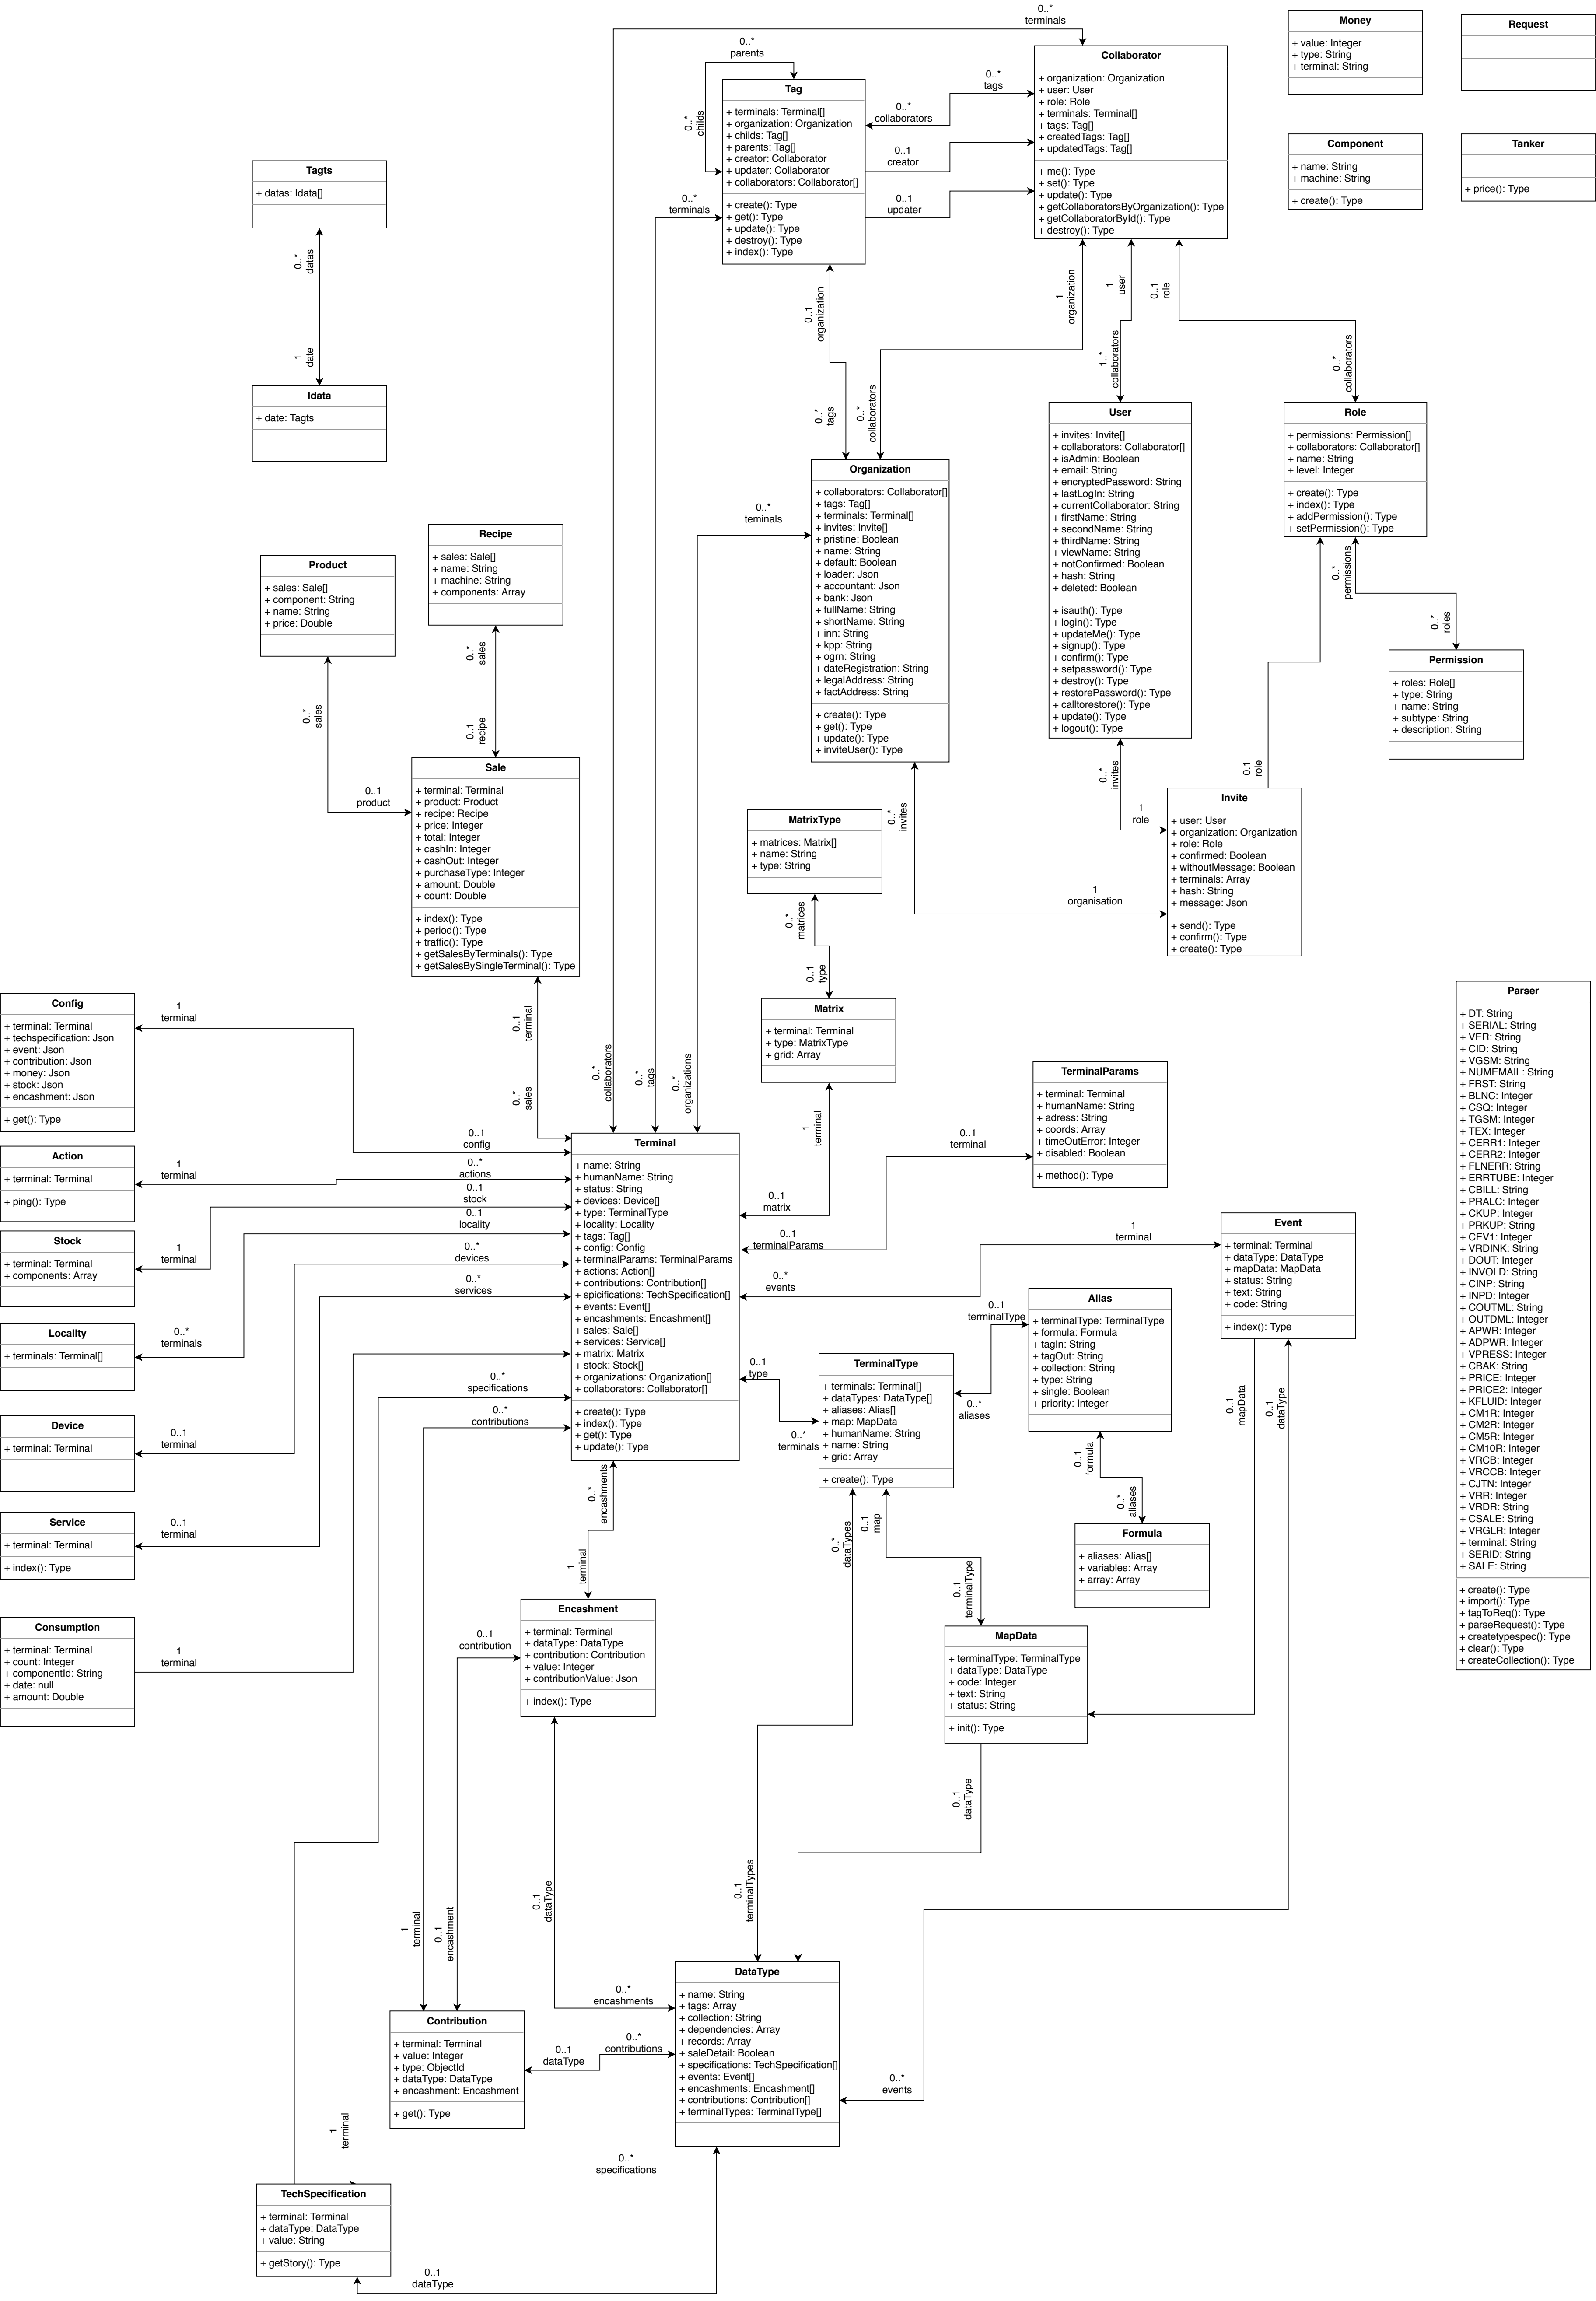 0..*
terminals
Money
+ value: Integer
+ type: String
+ terminal: String
Request
0..*
parents
Collaborator
+ organization: Organization
+ user: User
+ role: Role
+ terminals: Terminal[]
+ tags: Tag[]
+ createdTags: Tag[]
+ updatedTags: Tag[]
+ me(): Type
+ set(): Type
+ update(): Type
+ getCollaboratorsByOrganization(): Type
+ getCollaboratorById(): Type
+ destroy(): Type
Tag
+ terminals: Terminal[]
+ organization: Organization
+ childs: Tag[]
+ parents: Tag[]
+ creator: Collaborator
+ updater: Collaborator
+ collaborators: Collaborator[]
+ create(): Type
+ get(): Type
+ update(): Type
+ destroy(): Type
+ index(): Type
0..*
tags
0..*
collaborators
0..*
childs
0..1
creator
0..1
updater
0..*
terminals
Component
+ name: String
+ machine: String
+ create(): Type
Tanker
+ price(): Type
Tagts
+ datas: Idata[]
0..*
datas
1
date
Idata
+ date: Tagts
0..1
organization
0..*
tags
1
organization
0..*
collaborators
1
user
1..*
collaborators
0..1
role
0..*
collaborators
User
+ invites: Invite[]
+ collaborators: Collaborator[]
+ isAdmin: Boolean
+ email: String
+ encryptedPassword: String
+ lastLogIn: String
+ currentCollaborator: String
+ firstName: String
+ secondName: String
+ thirdName: String
+ viewName: String
+ notConfirmed: Boolean
+ hash: String
+ deleted: Boolean
+ isauth(): Type
+ login(): Type
+ updateMe(): Type
+ signup(): Type
+ confirm(): Type
+ setpassword(): Type
+ destroy(): Type
+ restorePassword(): Type
+ calltorestore(): Type
+ update(): Type
+ logout(): Type
Role
+ permissions: Permission[]
+ collaborators: Collaborator[]
+ name: String
+ level: Integer
+ create(): Type
+ index(): Type
+ addPermission(): Type
+ setPermission(): Type
Organization
+ collaborators: Collaborator[]
+ tags: Tag[]
+ terminals: Terminal[]
+ invites: Invite[]
+ pristine: Boolean
+ name: String
+ default: Boolean
+ loader: Json
+ accountant: Json
+ bank: Json
+ fullName: String
+ shortName: String
+ inn: String
+ kpp: String
+ ogrn: String
+ dateRegistration: String
+ legalAddress: String
+ factAddress: String
+ create(): Type
+ get(): Type
+ update(): Type
+ inviteUser(): Type
0..*
teminals
Recipe
+ sales: Sale[]
+ name: String
+ machine: String
+ components: Array
Product
+ sales: Sale[]
+ component: String
+ name: String
+ price: Double
0..*
permissions
0..*
roles
Permission
+ roles: Role[]
+ type: String
+ name: String
+ subtype: String
+ description: String
0..*
sales
0..1
recipe
0..*
sales
0..1
product
Sale
+ terminal: Terminal
+ product: Product
+ recipe: Recipe
+ price: Integer
+ total: Integer
+ cashIn: Integer
+ cashOut: Integer
+ purchaseType: Integer
+ amount: Double
+ count: Double
+ index(): Type
+ period(): Type
+ traffic(): Type
+ getSalesByTerminals(): Type
+ getSalesBySingleTerminal(): Type
0..*
invites
1
role
0.1
role
Invite
+ user: User
+ organization: Organization
+ role: Role
+ confirmed: Boolean
+ withoutMessage: Boolean
+ terminals: Array
+ hash: String
+ message: Json
+ send(): Type
+ confirm(): Type
+ create(): Type
0..*
invites
1
organisation
MatrixType
+ matrices: Matrix[]
+ name: String
+ type: String
0..*
matrices
0..1
type
Matrix
+ terminal: Terminal
+ type: MatrixType
+ grid: Array
1
terminal
0..1
matrix
Parser
+ DT: String
+ SERIAL: String
+ VER: String
+ CID: String
+ VGSM: String
+ NUMEMAIL: String
+ FRST: String
+ BLNC: Integer
+ CSQ: Integer
+ TGSM: Integer
+ TEX: Integer
+ CERR1: Integer
+ CERR2: Integer
+ FLNERR: String
+ ERRTUBE: Integer
+ CBILL: String
+ PRALC: Integer
+ CKUP: Integer
+ PRKUP: String
+ CEV1: Integer
+ VRDINK: String
+ DOUT: Integer
+ INVOLD: String
+ CINP: String
+ INPD: Integer
+ COUTML: String
+ OUTDML: Integer
+ APWR: Integer
+ ADPWR: Integer
+ VPRESS: Integer
+ CBAK: String
+ PRICE: Integer
+ PRICE2: Integer
+ KFLUID: Integer
+ CM1R: Integer
+ CM2R: Integer
+ CM5R: Integer
+ CM10R: Integer
+ VRCB: Integer
+ VRCCB: Integer
+ CJTN: Integer
+ VRR: Integer
+ VRDR: String
+ CSALE: String
+ VRGLR: Integer
+ terminal: String
+ SERID: String
+ SALE: String
+ create(): Type
+ import(): Type
+ tagToReq(): Type
+ parseRequest(): Type
+ createtypespec(): Type
+ clear(): Type
+ createCollection(): Type
Config
+ terminal: Terminal
+ techspecification: Json
+ event: Json
+ contribution: Json
+ money: Json
+ stock: Json
+ encashment: Json
+ get(): Type
1
terminal
0..1
terminal
0..*
sales
0..*
collaborators
0..*
tags
0..*
organizations
TerminalParams
+ terminal: Terminal
+ humanName: String
+ adress: String
+ coords: Array
+ timeOutError: Integer
+ disabled: Boolean
+ method(): Type
0..1
terminal
0..1
terminalParams
Terminal
+ name: String
+ humanName: String
+ status: String
+ devices: Device[]
+ type: TerminalType
+ locality: Locality
+ tags: Tag[]
+ config: Config
+ terminalParams: TerminalParams
+ actions: Action[]
+ contributions: Contribution[]
+ spicifications: TechSpecification[]
+ events: Event[]
+ encashments: Encashment[]
+ sales: Sale[]
+ services: Service[]
+ matrix: Matrix
+ stock: Stock[]
+ organizations: Organization[]
+ collaborators: Collaborator[]
+ create(): Type
+ index(): Type
+ get(): Type
+ update(): Type
0..1
config
0..*
actions
0..1
stock
0..1
locality
0..*
devices
0..*
services
0..*
specifications
0..*
contributions
Action
+ terminal: Terminal
+ ping(): Type
1
terminal
Stock
+ terminal: Terminal
+ components: Array
1
terminal
Locality
+ terminals: Terminal[]
0..*
terminals
Device
+ terminal: Terminal
0..1
terminal
Service
+ terminal: Terminal
+ index(): Type
0..1
terminal
Consumption
+ terminal: Terminal
+ count: Integer
+ componentId: String
+ date: null
+ amount: Double
1
terminal
Event
+ terminal: Terminal
+ dataType: DataType
+ mapData: MapData
+ status: String
+ text: String
+ code: String
+ index(): Type
1
terminal
0..*
events
Alias
+ terminalType: TerminalType
+ formula: Formula
+ tagIn: String
+ tagOut: String
+ collection: String
+ type: String
+ single: Boolean
+ priority: Integer
0..1
terminalType
0..*
aliases
TerminalType
+ terminals: Terminal[]
+ dataTypes: DataType[]
+ aliases: Alias[]
+ map: MapData
+ humanName: String
+ name: String
+ grid: Array
+ create(): Type
0..1
type
0..*
terminals
0..1
mapData
0..1
dataType
0..1
formula
0..*
aliases
Formula
+ aliases: Alias[]
+ variables: Array
+ array: Array
0..*
encashments
1
terminal
0..*
dataTypes
0..1
map
0..1
terminalType
Encashment
+ terminal: Terminal
+ dataType: DataType
+ contribution: Contribution
+ value: Integer
+ contributionValue: Json
+ index(): Type
0..1
contribution
MapData
+ terminalType: TerminalType
+ dataType: DataType
+ code: Integer
+ text: String
+ status: String
+ init(): Type
0..1
dataType
0..1
terminalTypes
0..1
dataType
1
terminal
0..1
encashment
0..*
encashments
DataType
+ name: String
+ tags: Array
+ collection: String
+ dependencies: Array
+ records: Array
+ saleDetail: Boolean
+ specifications: TechSpecification[]
+ events: Event[]
+ encashments: Encashment[]
+ contributions: Contribution[]
+ terminalTypes: TerminalType[]
Contribution
+ terminal: Terminal
+ value: Integer
+ type: ObjectId
+ dataType: DataType
+ encashment: Encashment
+ get(): Type
0..*
contributions
0..1
dataType
0..*
events
1
terminal
0..*
specifications
TechSpecification
+ terminal: Terminal
+ dataType: DataType
+ value: String
+ getStory(): Type
0..1
dataType